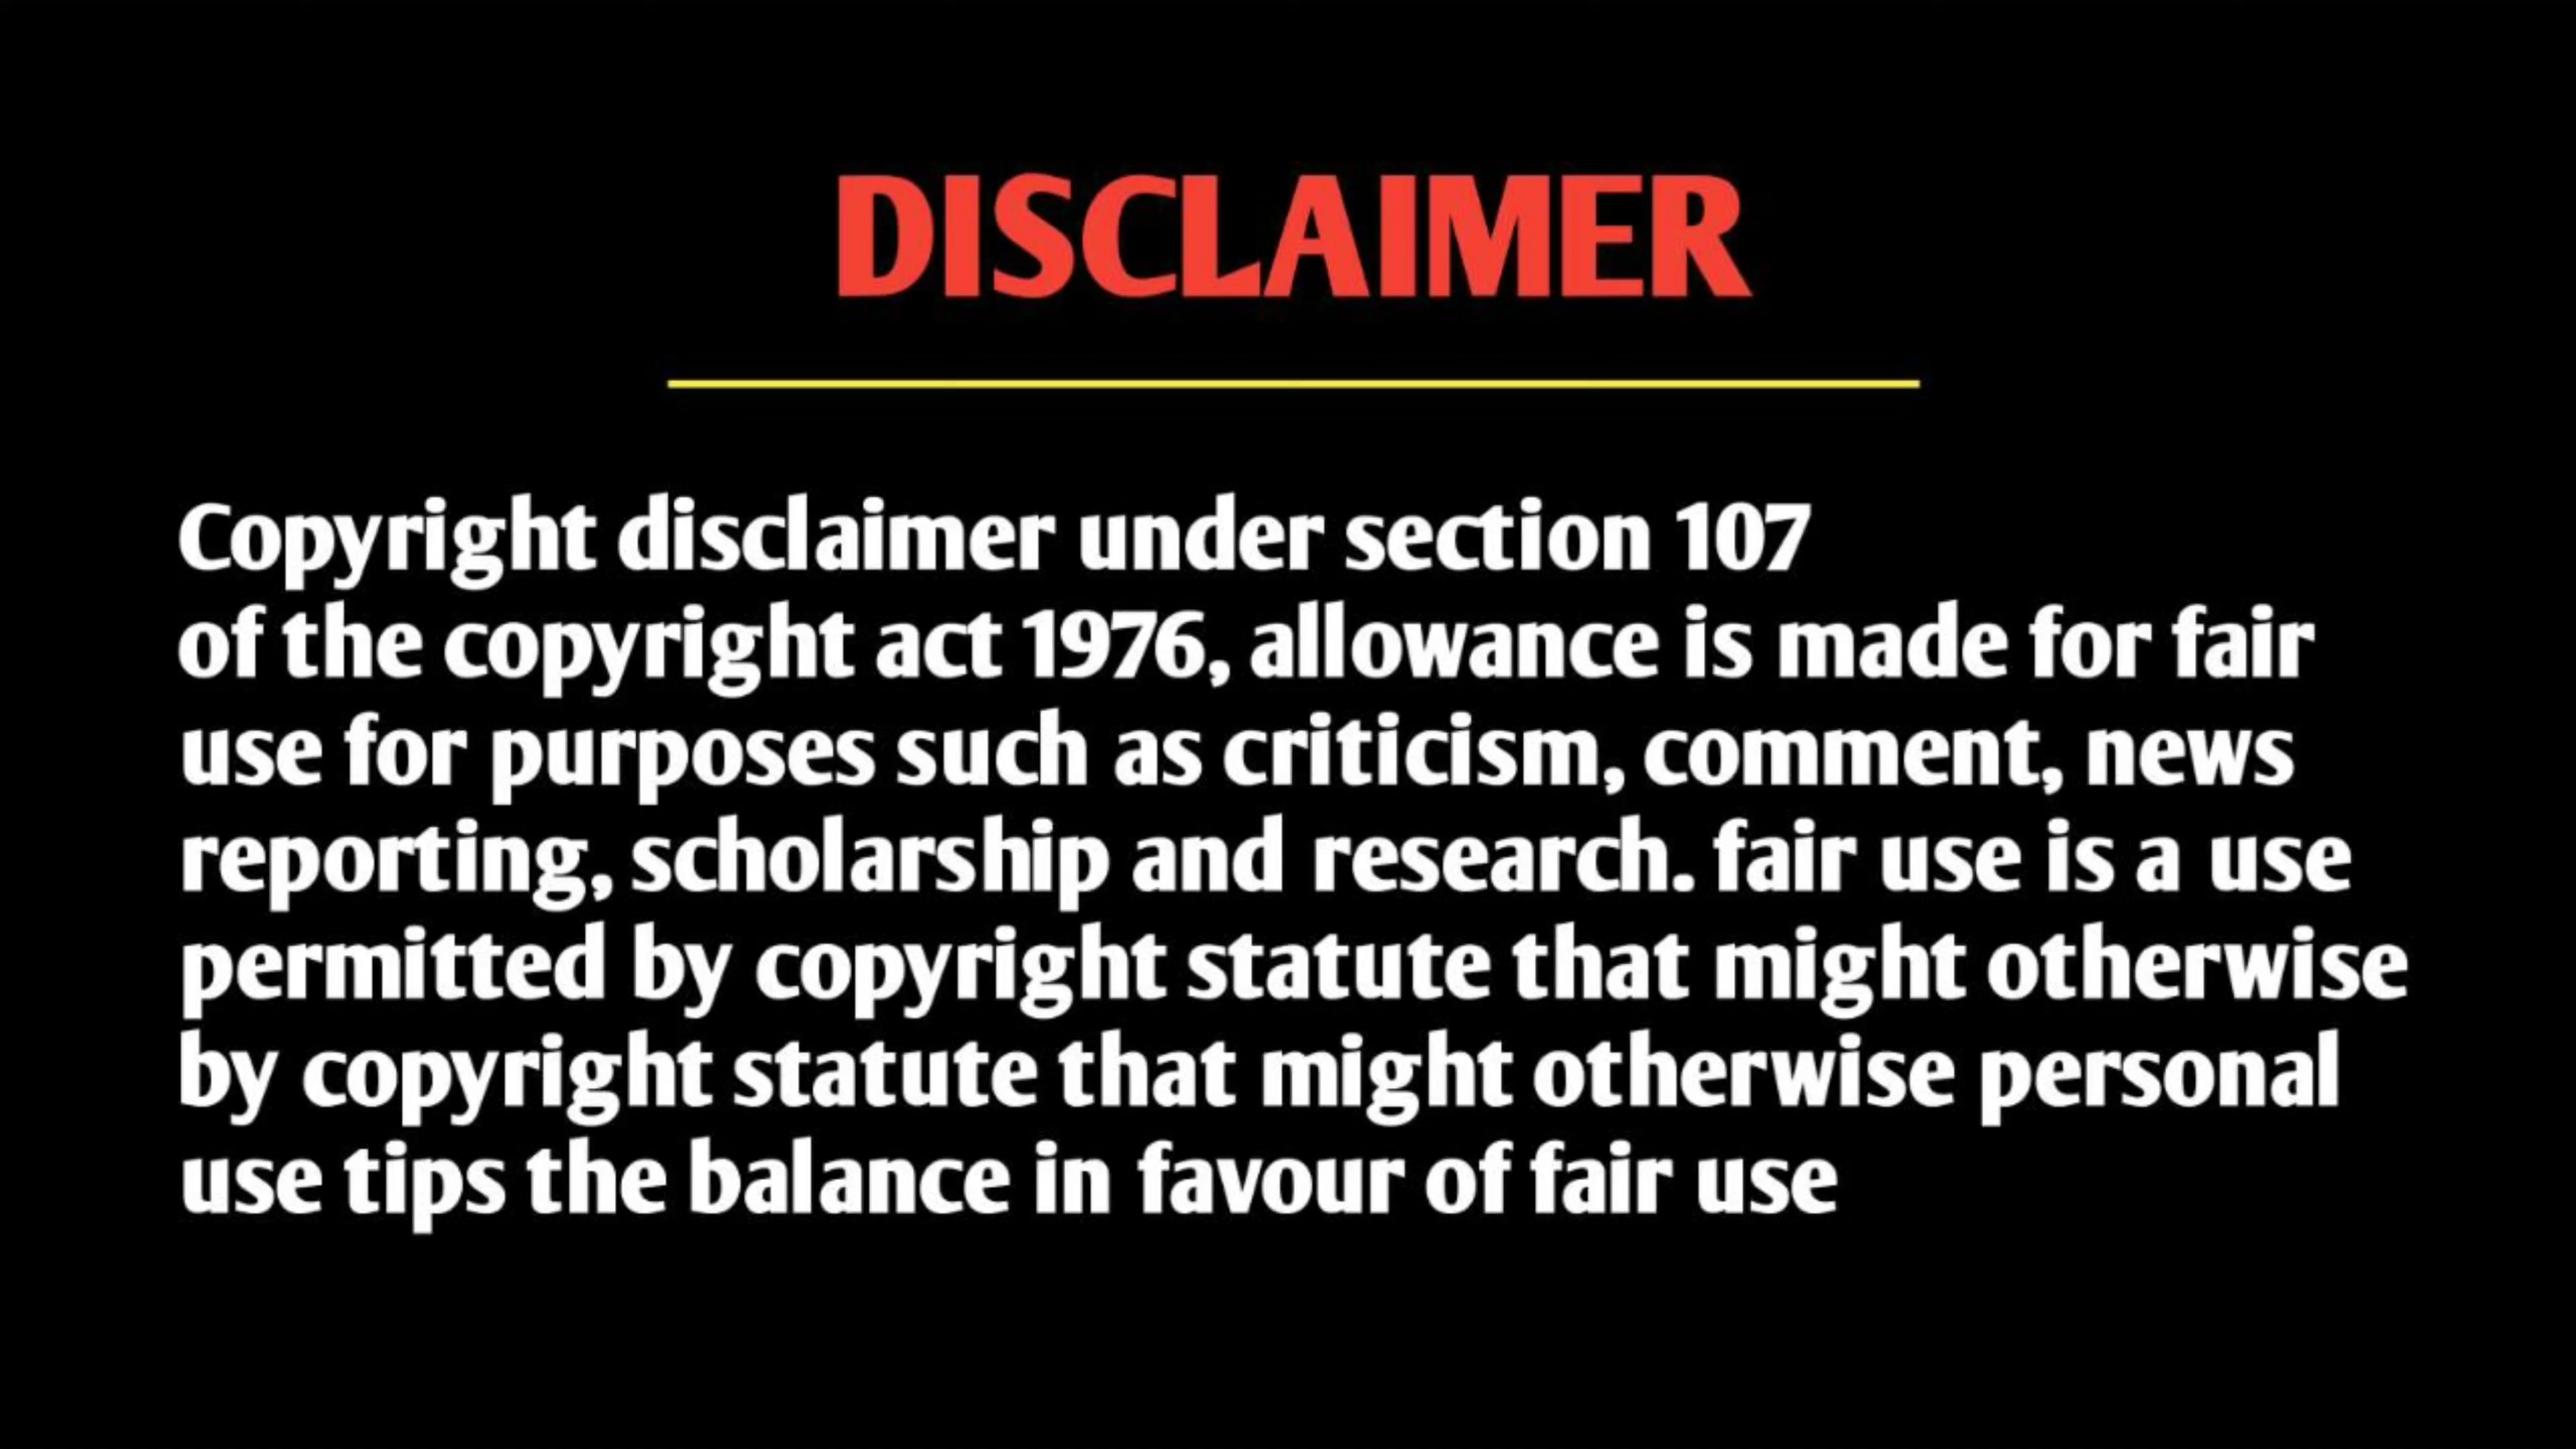 DISCLAIMER
Copyright disclaimer under section 107
of the copyright act 1976, allowance is made for fair
use for purposes such as criticism, comment, news
reporting, scholarship and research. fair use is a use
permitted by copyright statute that might otherwise
by copyright statute that might otherwise personal
use tips the balance in favour of fair use